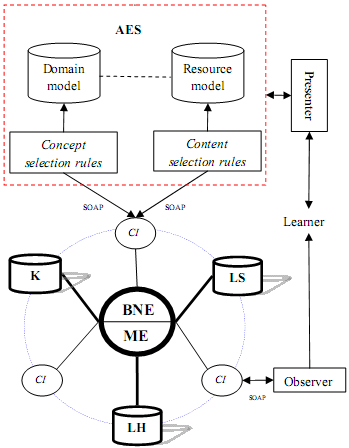 AES
Domain
model
Resource
model
Concept
selection rules
Content
selection rules
Presenter
SOAP
SOAP
Learner
CI
K
LS
BNE
ME
CI
CI
SOAP
Observer
LH